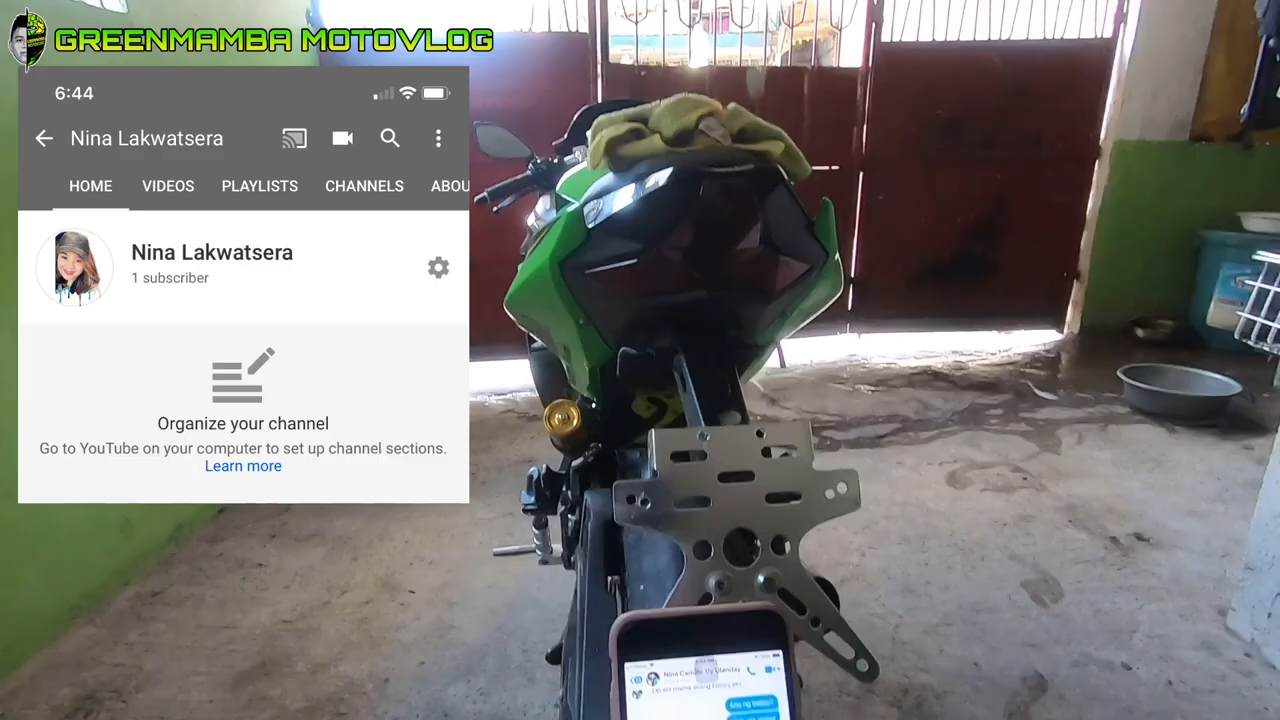 GREENMAMBA MOTOVLOG
6:44
Nina Lakwatsera
HOME VIDEOS PLAYLISTS CHANNELS ABOU
Nina Lakwatsera
1 subscriber
Organize your channel
Go to YouTube on your computer to set up channel sections.
Learn more